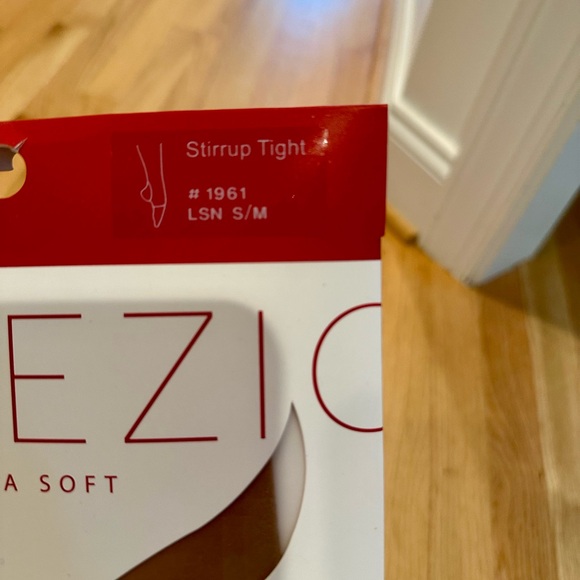 Stirrup Tight
# 1961
LSN S/M
EZIO
A SOFT